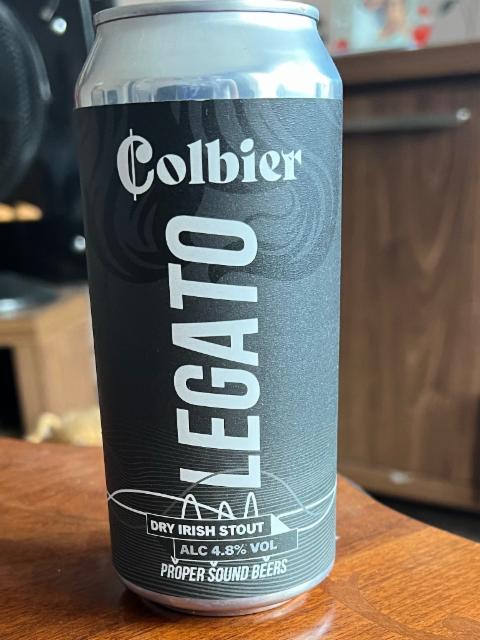 Colbier
LEGATO
DRY IRISH STOUT
ALC 4.8% VOL
PROPER SOUND BEERS